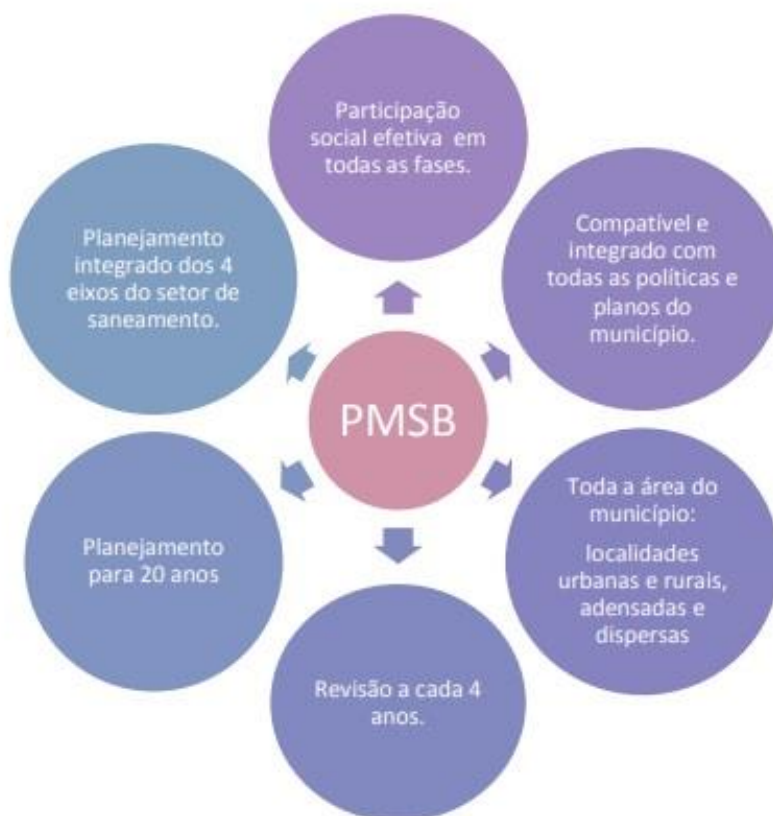 Participação
social efetiva em
todas as fases.
Compatível e
integrado com
todas as políticas e
planos do
município.
Toda a área do
município:
localidades
urbanas e rurais,
adensadas e
dispersas
Revisão a cada 4
anos.
Planejamento
para 20 anos
Planejamento
integrado dos 4
eixos do setor de
saneamento.
PMSB